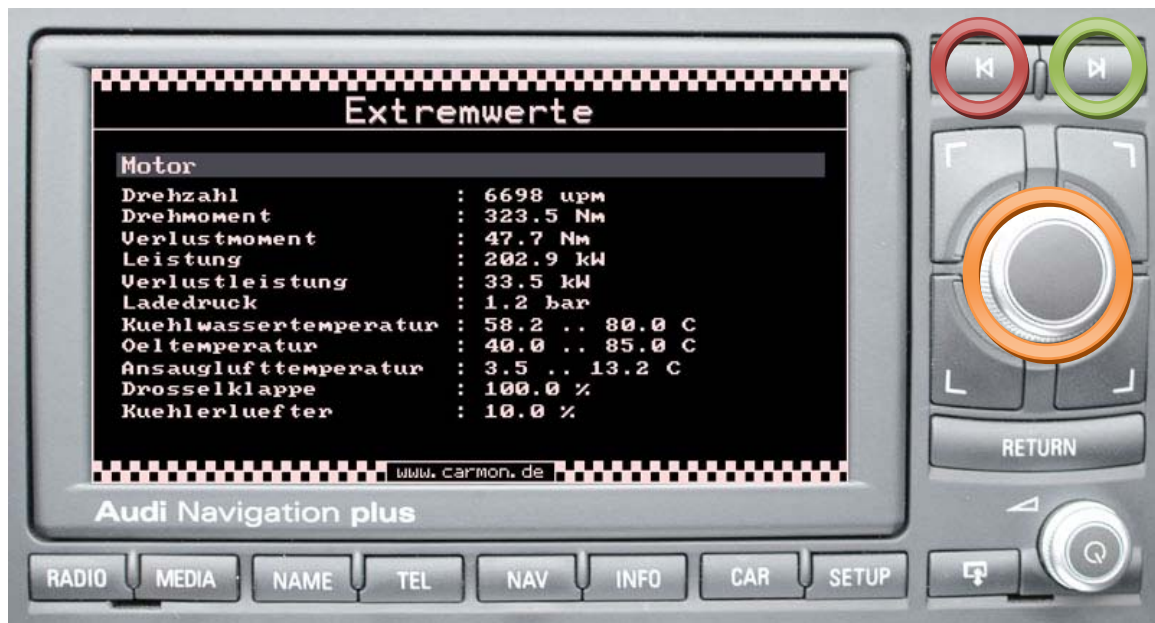 Extremwerte
Motor
Drehzahl : 6698 upm
Drehmoment : 323.5 Nm
Verlustmoment : 47.7 Nm
Leistung : 202.9 kW
Verlustleistung : 33.5 kW
Ladedruck : 1.2 bar
Kuehlwassertemperatur : 58.2 .. 80.0 C
Oeltemperatur : 40.0 .. 85.0 C
Ansauglufttemperatur : 3.5 .. 13.2 C
Drosselklappe : 100.0 %
Kuehlerluefter : 10.0 %
www.carmon.de
RETURN
Audi Navigation plus
RADIO MEDIA NAME TEL NAV INFO CAR SETUP